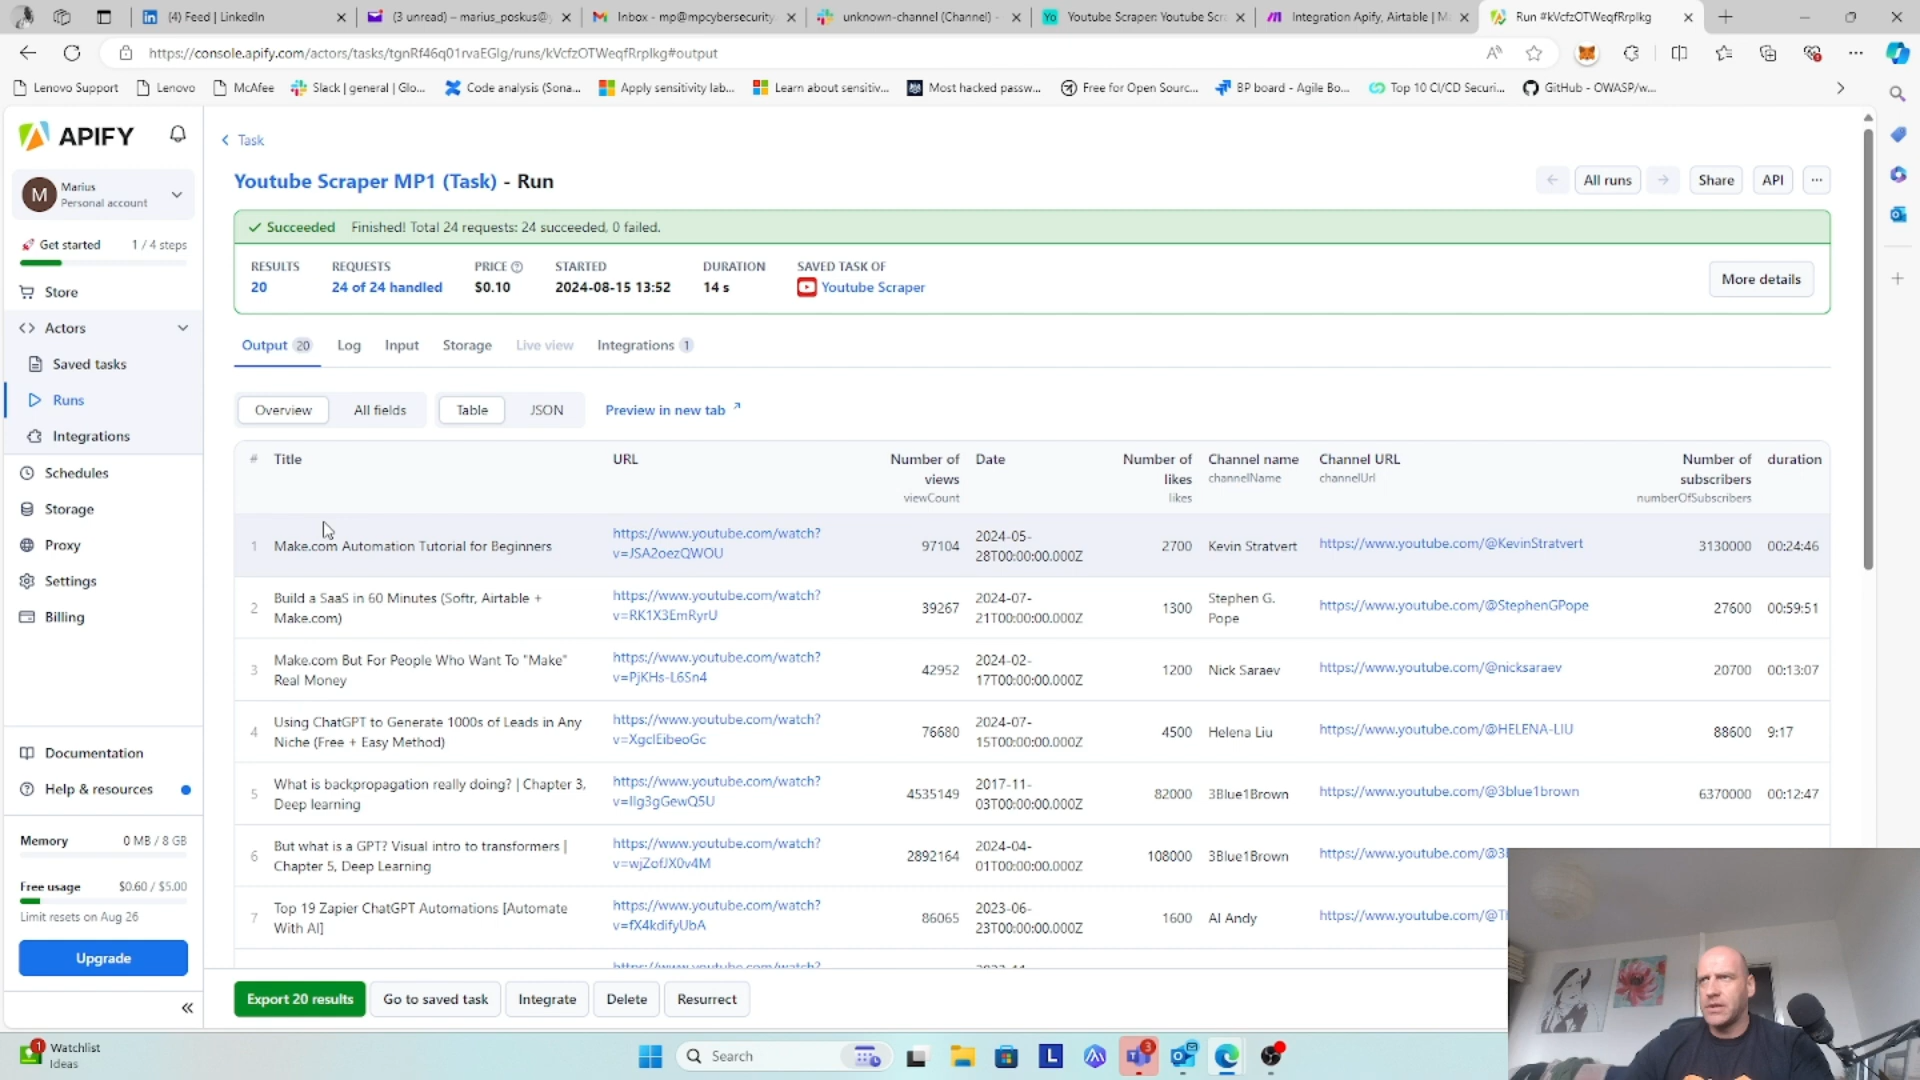 (4) Feed | LinkedIn
(3 unread) – marius_poskus@y
Inbox - mp@mpcybersecurity.
unknown-channel (Channel) -
Youtube Scraper: Youtube Scr
Integration Apify, Airtable | M
Run #kVcfzOTWeqfRrplkg
https://console.apify.com/actors/tasks/tgnRf46q01rvaEGlg/runs/kVcfzOTWeqfRrplkg#output
Lenovo Support
Lenovo
McAfee
Slack | general | Glo...
Code analysis (Sona...
Apply sensitivity lab...
Learn about sensitiv...
Most hacked passw...
Free for Open Sourc...
BP board - Agile Bo...
Top 10 CI/CD Securi...
GitHub - OWASP/w...
APIFY
M
Marius
Personal account
Get started 1 / 4 steps
Store
Actors
Saved tasks
Runs
Integrations
Schedules
Storage
Proxy
Settings
Billing
Documentation
Help & resources
Memory 0 MB / 8 GB
Free usage $0.60 / $5.00
Limit resets on Aug 26
Upgrade
Task
Youtube Scraper MP1 (Task) - Run
All runs
Share
API
Succeeded Finished! Total 24 requests: 24 succeeded, 0 failed.
RESULTS REQUESTS PRICE STARTED DURATION SAVED TASK OF
20 24 of 24 handled $0.10 2024-08-15 13:52 14 s Youtube Scraper
More details
Output 20 Log Input Storage Live view Integrations 1
Overview All fields Table JSON Preview in new tab
# Title URL Number of views viewCount Date Number of likes likes Channel name channelName Channel URL channelUrl Number of subscribers numberOfSubscribers duration
1 Make.com Automation Tutorial for Beginners https://www.youtube.com/watch?v=JSA2oezQWOU 97104 2024-05-28T00:00:00.000Z 2700 Kevin Stratvert https://www.youtube.com/@KevinStratvert 3130000 00:24:46
2 Build a SaaS in 60 Minutes (Softr, Airtable + Make.com) https://www.youtube.com/watch?v=RK1X3EmRyrU 39267 2024-07-21T00:00:00.000Z 1300 Stephen G. Pope https://www.youtube.com/@StephenGPope 27600 00:59:51
3 Make.com But For People Who Want To "Make" Real Money https://www.youtube.com/watch?v=PjKHs-L6Sn4 42952 2024-02-17T00:00:00.000Z 1200 Nick Saraev https://www.youtube.com/@nicksaraev 20700 00:13:07
4 Using ChatGPT to Generate 1000s of Leads in Any Niche (Free + Easy Method) https://www.youtube.com/watch?v=XgclEibeoGc 76680 2024-07-15T00:00:00.000Z 4500 Helena Liu https://www.youtube.com/@HELENA-LIU 88600 9:17
5 What is backpropagation really doing? | Chapter 3, Deep learning https://www.youtube.com/watch?v=Ilg3gGewQ5U 4535149 2017-11-03T00:00:00.000Z 82000 3Blue1Brown https://www.youtube.com/@3blue1brown 6370000 00:12:47
6 But what is a GPT? Visual intro to transformers | Chapter 5, Deep Learning https://www.youtube.com/watch?v=wjZofJX0v4M 2892164 2024-04-01T00:00:00.000Z 108000 3Blue1Brown https://www.youtube.com/@3
7 Top 19 Zapier ChatGPT Automations [Automate With AI] https://www.youtube.com/watch?v=fX4kdifyUbA 86065 2023-06-23T00:00:00.000Z 1600 AI Andy https://www.youtube.com/@T
Export 20 results
Go to saved task
Integrate
Delete
Resurrect
1
Watchlist
Ideas
Search
L
3